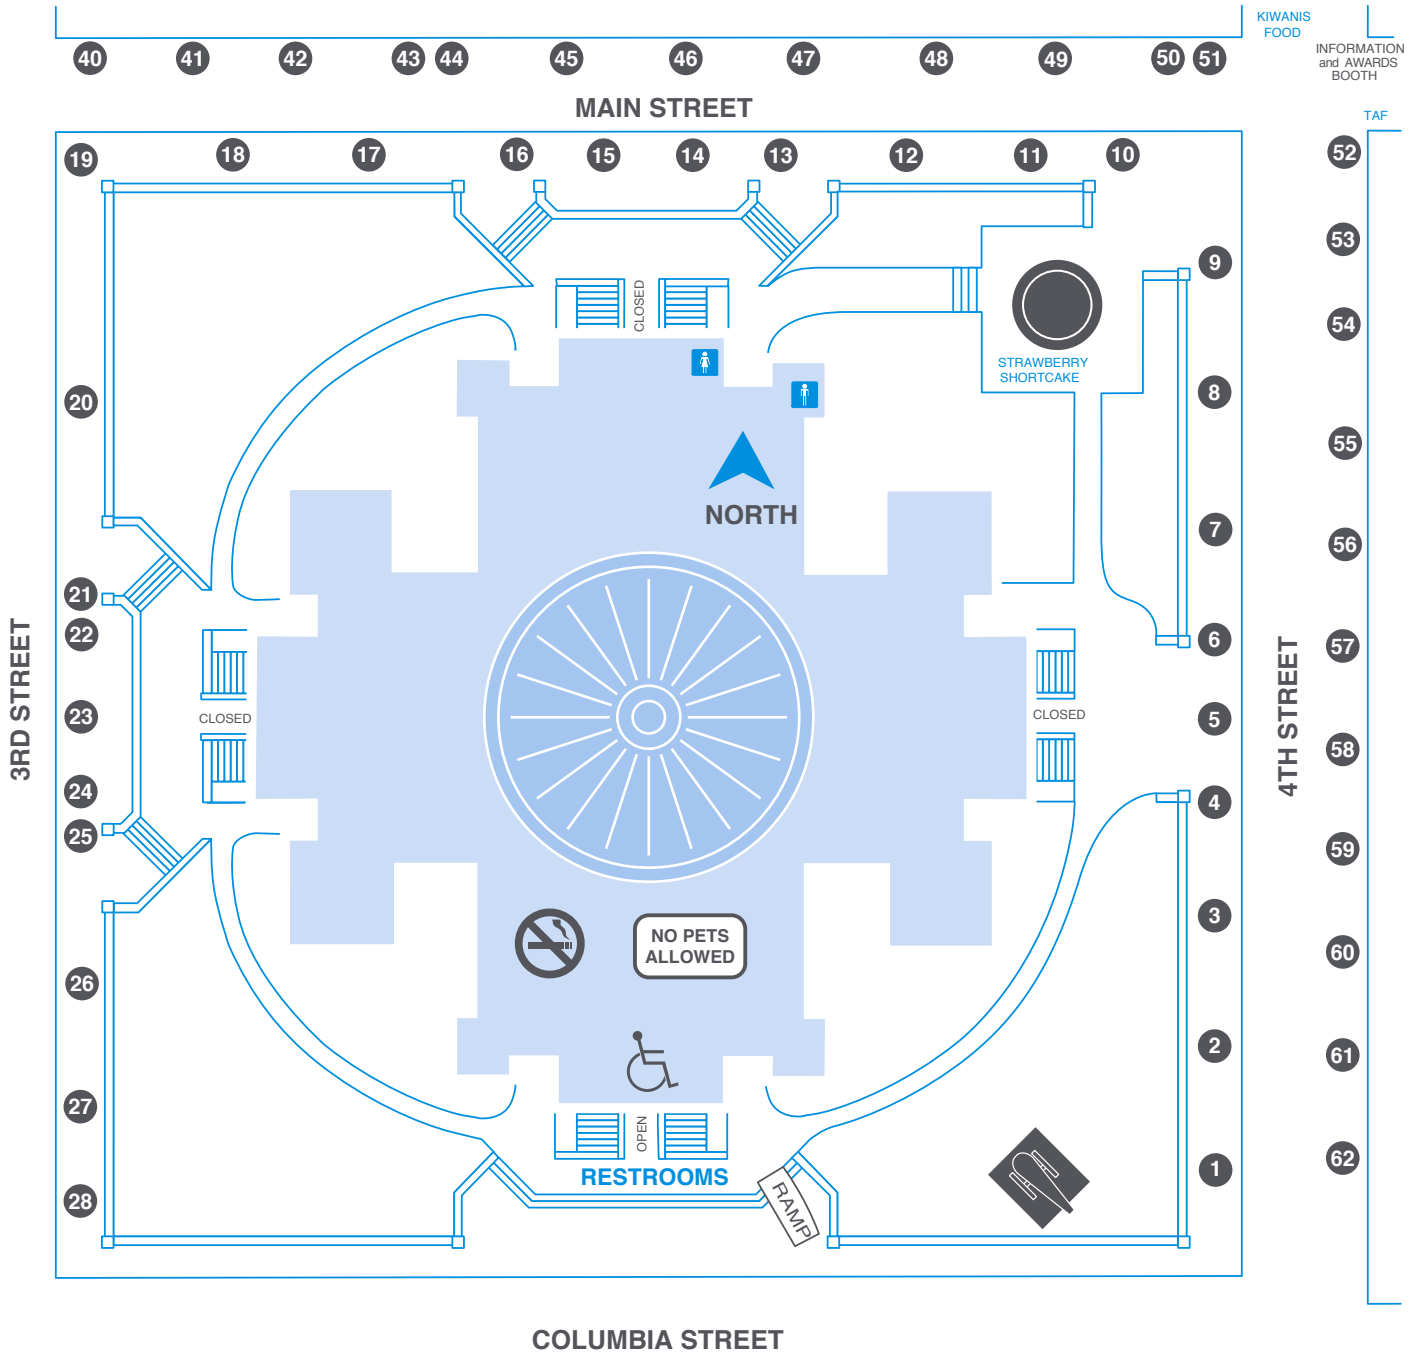 KIWANIS
FOOD
40 41 42 43 44 45 46 47 48 49 50 51
INFORMATION
and AWARDS
BOOTH
MAIN STREET
TAF
19 18 17 16 15 14 13 12 11 10
52
53
9
CLOSED
54
STRAWBERRY
SHORTCAKE
20
8
55
NORTH
7
56
21
22
6
57
3RD STREET
23
CLOSED
CLOSED
5
4TH STREET
58
24
4
25
59
3
NO PETS
ALLOWED
60
26
2
61
27
OPEN
62
1
RESTROOMS
28
RAMP
COLUMBIA STREET